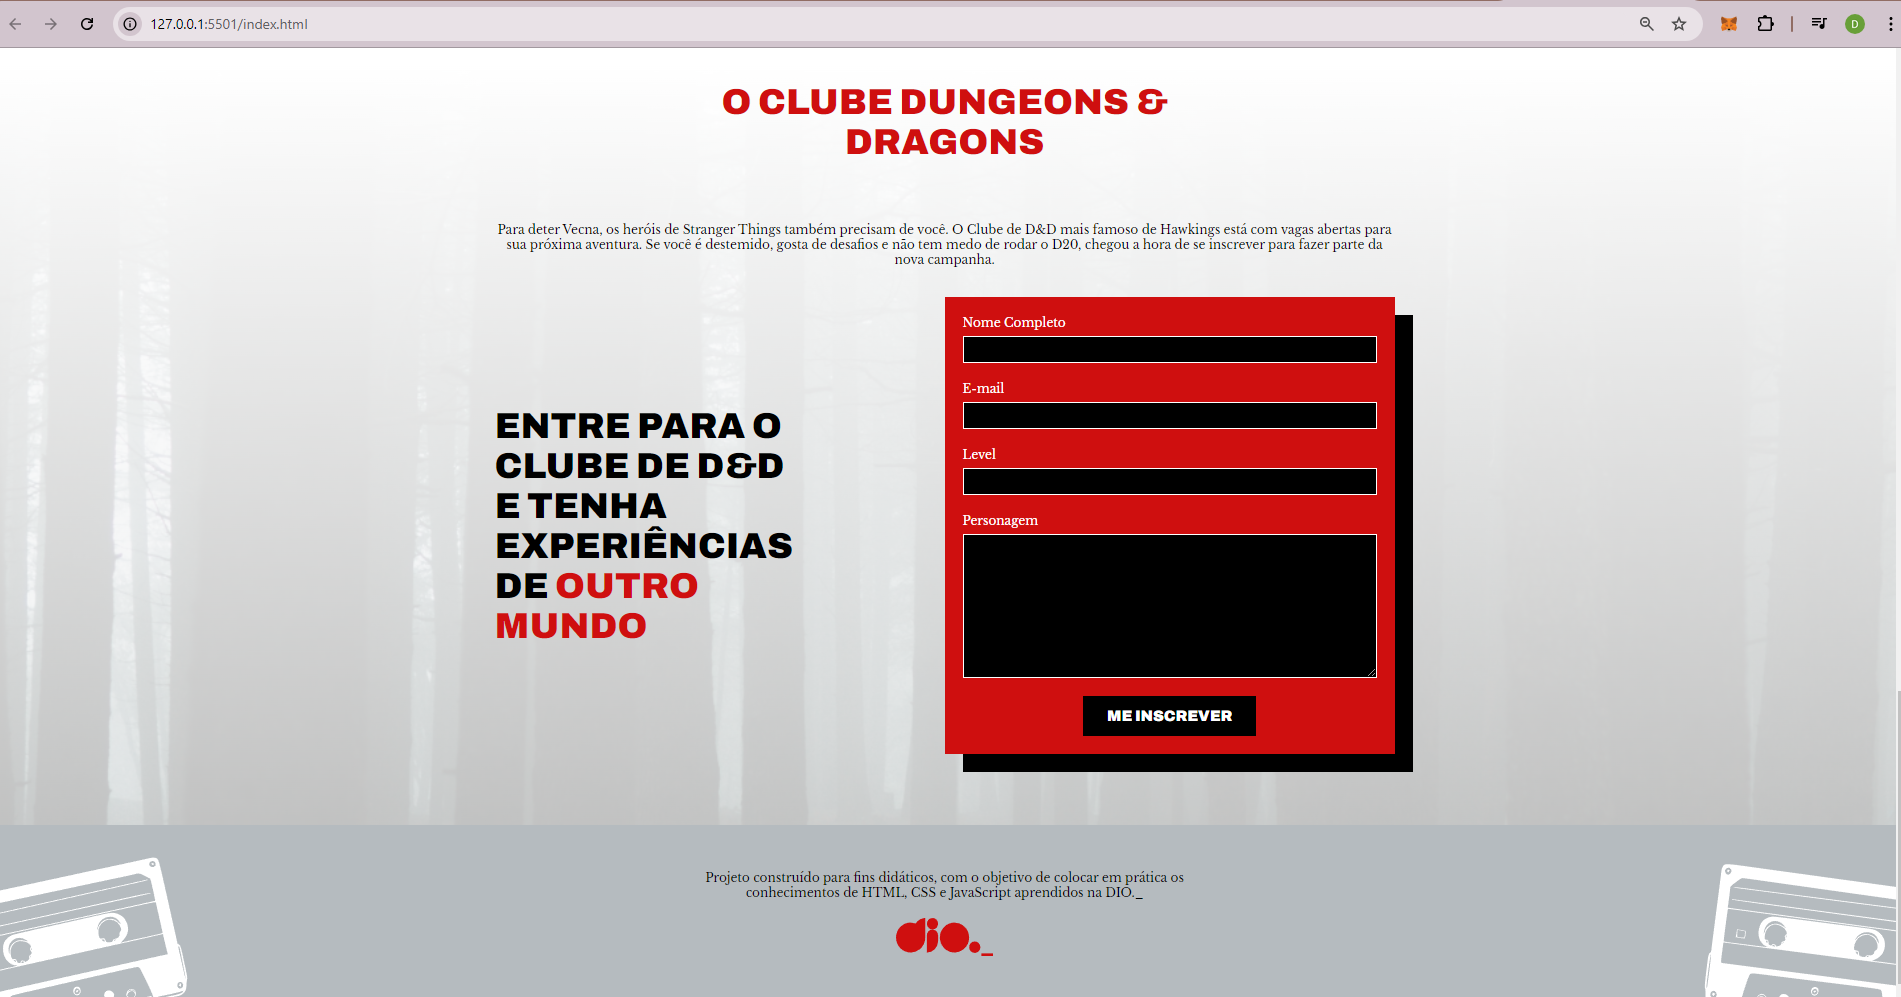 127.0.0.1:5501/index.html
D
O CLUBE DUNGEONS &
DRAGONS
Para deter Vecna, os heróis de Stranger Things também precisam de você. O Clube de D&D mais famoso de Hawkings está com vagas abertas para
sua próxima aventura. Se você é destemido, gosta de desafios e não tem medo de rodar o D20, chegou a hora de se inscrever para fazer parte da
nova campanha.
ENTRE PARA O
CLUBE DE D&D
E TENHA
EXPERIÊNCIAS
DE OUTRO
MUNDO
Nome Completo
E-mail
Level
Personagem
ME INSCREVER
Projeto construído para fins didáticos, com o objetivo de colocar em prática os
conhecimentos de HTML, CSS e JavaScript aprendidos na DIO._
dio._